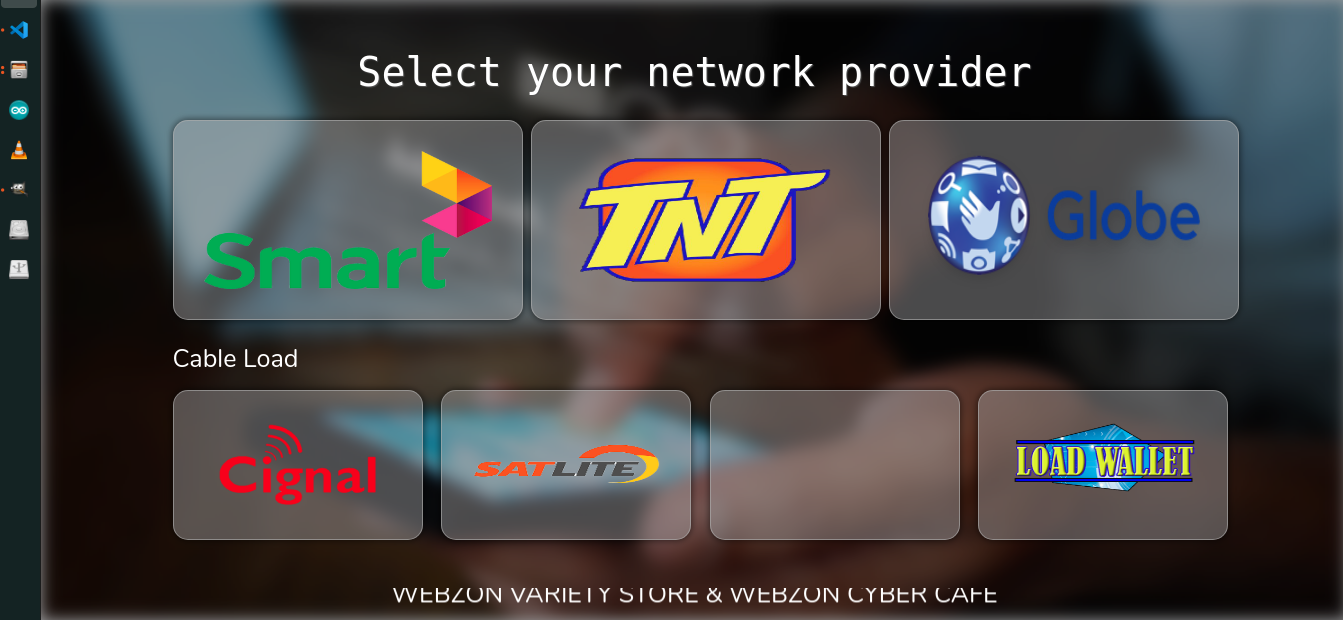 Select your network provider
Smart
TNT
Globe
Cable Load
Cignal
SATLITE
LOAD WALLET
WEBZON VARIETY STORE & WEBZON CYBER CAFE